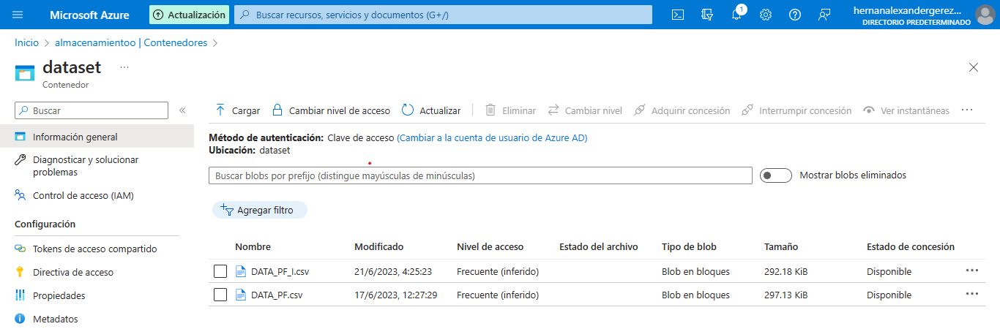 Microsoft Azure
Actualización
Buscar recursos, servicios y documentos (G+/)
1
hernanalexandergerez...
DIRECTORIO PREDETERMINADO
Inicio > almacenamientoo | Contenedores >
dataset ...
Contenedor
Buscar
«
Cargar Cambiar nivel de acceso Actualizar Eliminar Cambiar nivel Adquirir concesión Interrumpir concesión Ver instantáneas ...
Información general
Diagnosticar y solucionar
problemas
Control de acceso (IAM)
Configuración
Tokens de acceso compartido
Directiva de acceso
Propiedades
Metadatos
Método de autenticación: Clave de acceso (Cambiar a la cuenta de usuario de Azure AD)
Ubicación: dataset
Buscar blobs por prefijo (distingue mayúsculas de minúsculas)
Mostrar blobs eliminados
Agregar filtro
Nombre Modificado Nivel de acceso Estado del archivo Tipo de blob Tamaño Estado de concesión
DATA_PF_I.csv 21/6/2023, 4:25:23 Frecuente (inferido) Blob en bloques 292.18 KiB Disponible ...
DATA_PF.csv 17/6/2023, 12:27:29 Frecuente (inferido) Blob en bloques 297.13 KiB Disponible ...